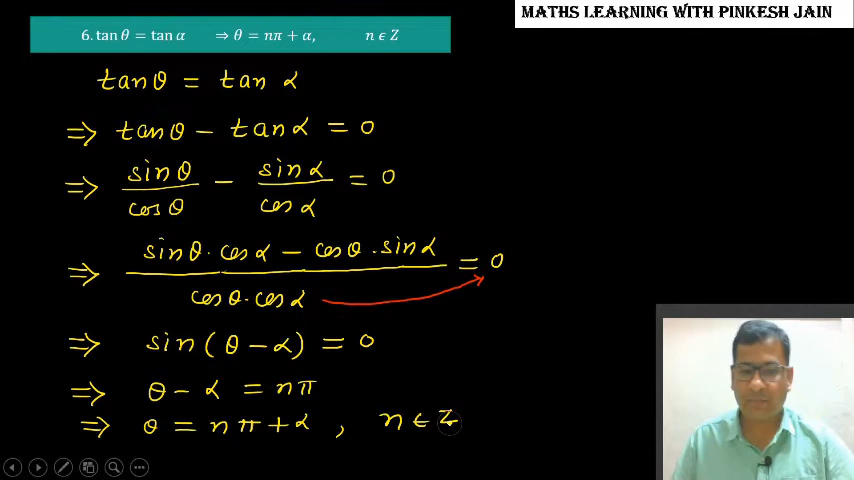 MATHS LEARNING WITH PINKESH JAIN
6. tan θ = tan α ⇒ θ = nπ + α, n ϵ Z
tanθ = tan α
⇒ tanθ − tanα = 0
⇒ sinθ/cosθ − sinα/cosα = 0
⇒ (sinθ·cosα − cosθ·sinα)/(cosθ·cosα) = 0
⇒ sin(θ − α) = 0
⇒ θ − α = nπ
⇒ θ = nπ + α, n ∈ Z